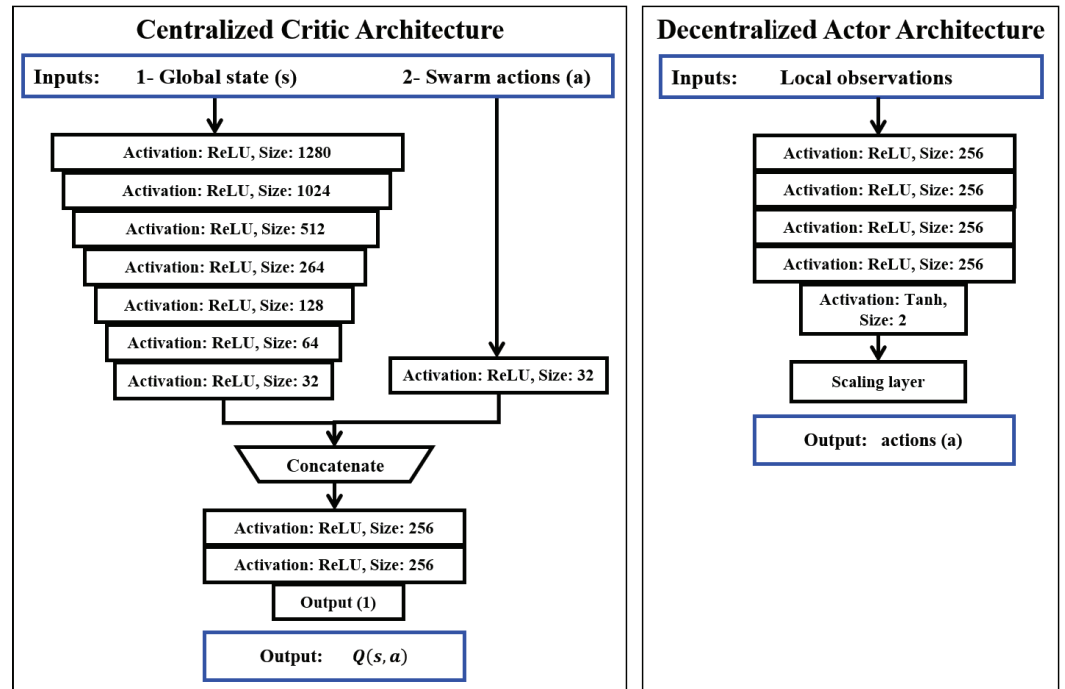 Centralized Critic Architecture
Inputs: 1- Global state (s) 2- Swarm actions (a)
Activation: ReLU, Size: 1280
Activation: ReLU, Size: 1024
Activation: ReLU, Size: 512
Activation: ReLU, Size: 264
Activation: ReLU, Size: 128
Activation: ReLU, Size: 64
Activation: ReLU, Size: 32
Activation: ReLU, Size: 32
Concatenate
Activation: ReLU, Size: 256
Activation: ReLU, Size: 256
Output (1)
Output: Q(s, a)
Decentralized Actor Architecture
Inputs: Local observations
Activation: ReLU, Size: 256
Activation: ReLU, Size: 256
Activation: ReLU, Size: 256
Activation: ReLU, Size: 256
Activation: Tanh,
Size: 2
Scaling layer
Output: actions (a)